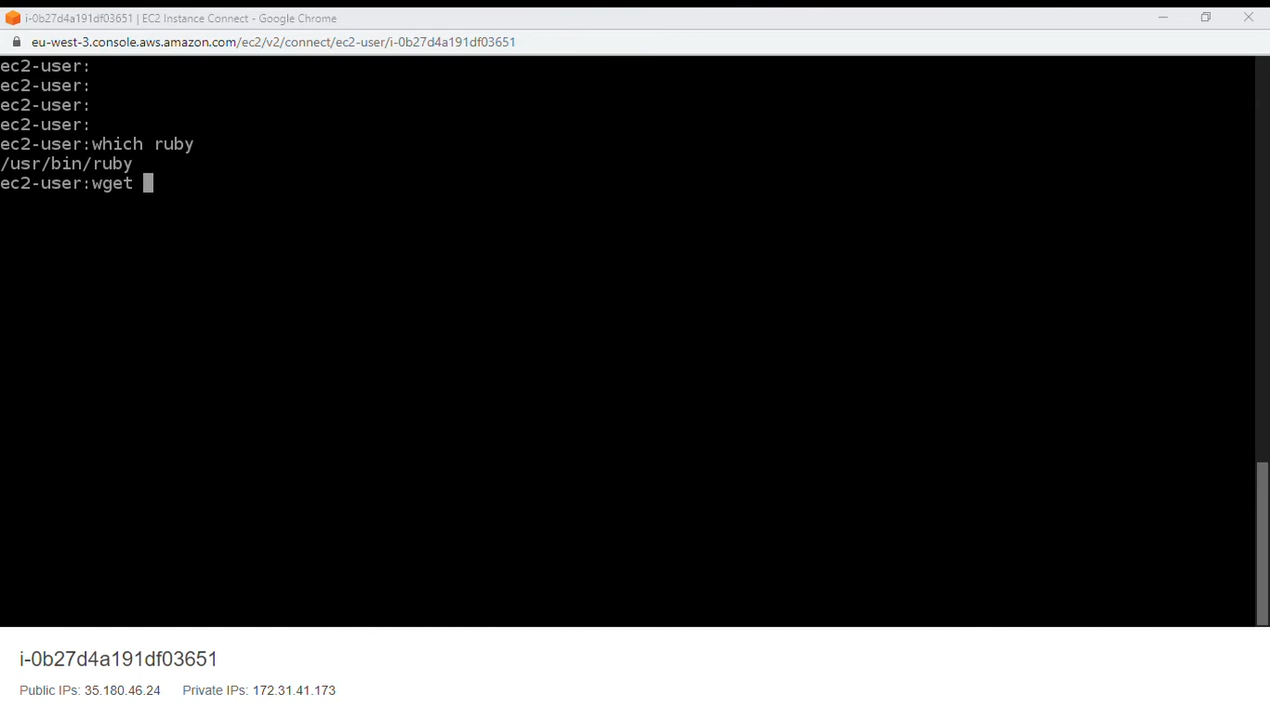 i-0b27d4a191df03651 | EC2 Instance Connect - Google Chrome
eu-west-3.console.aws.amazon.com/ec2/v2/connect/ec2-user/i-0b27d4a191df03651
ec2-user:
ec2-user:
ec2-user:
ec2-user:
ec2-user:which ruby
/usr/bin/ruby
ec2-user:wget
i-0b27d4a191df03651
Public IPs: 35.180.46.24 Private IPs: 172.31.41.173